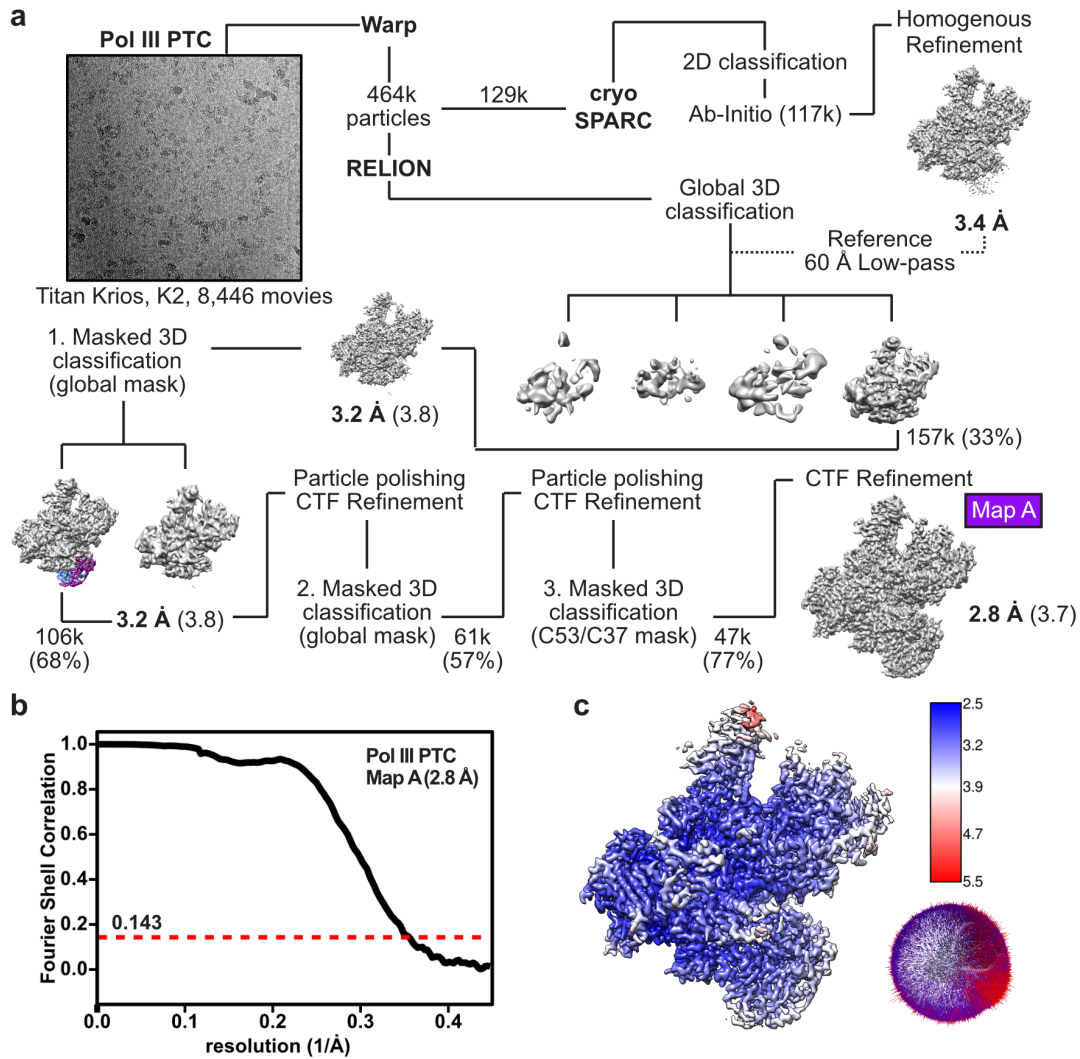 a
Pol III PTC
Warp
464k
particles
129k
cryo
SPARC
2D classification
Ab-Initio (117k)
Homogenous
Refinement
RELION
Global 3D
classification
3.4 Å
Reference
60 Å Low-pass
Titan Krios, K2, 8,446 movies
1. Masked 3D
classification
(global mask)
3.2 Å (3.8)
157k (33%)
106k
(68%)
3.2 Å (3.8)
Particle polishing
CTF Refinement
2. Masked 3D
classification
(global mask)
61k
(57%)
Particle polishing
CTF Refinement
3. Masked 3D
classification
(C53/C37 mask)
47k
(77%)
CTF Refinement
Map A
2.8 Å (3.7)
b
Fourier Shell Correlation
1.0
0.8
0.6
0.4
0.2
0.0
Pol III PTC
Map A (2.8 Å)
0.143
0.0
0.1
0.2
0.3
0.4
resolution (1/Å)
c
2.5
3.2
3.9
4.7
5.5